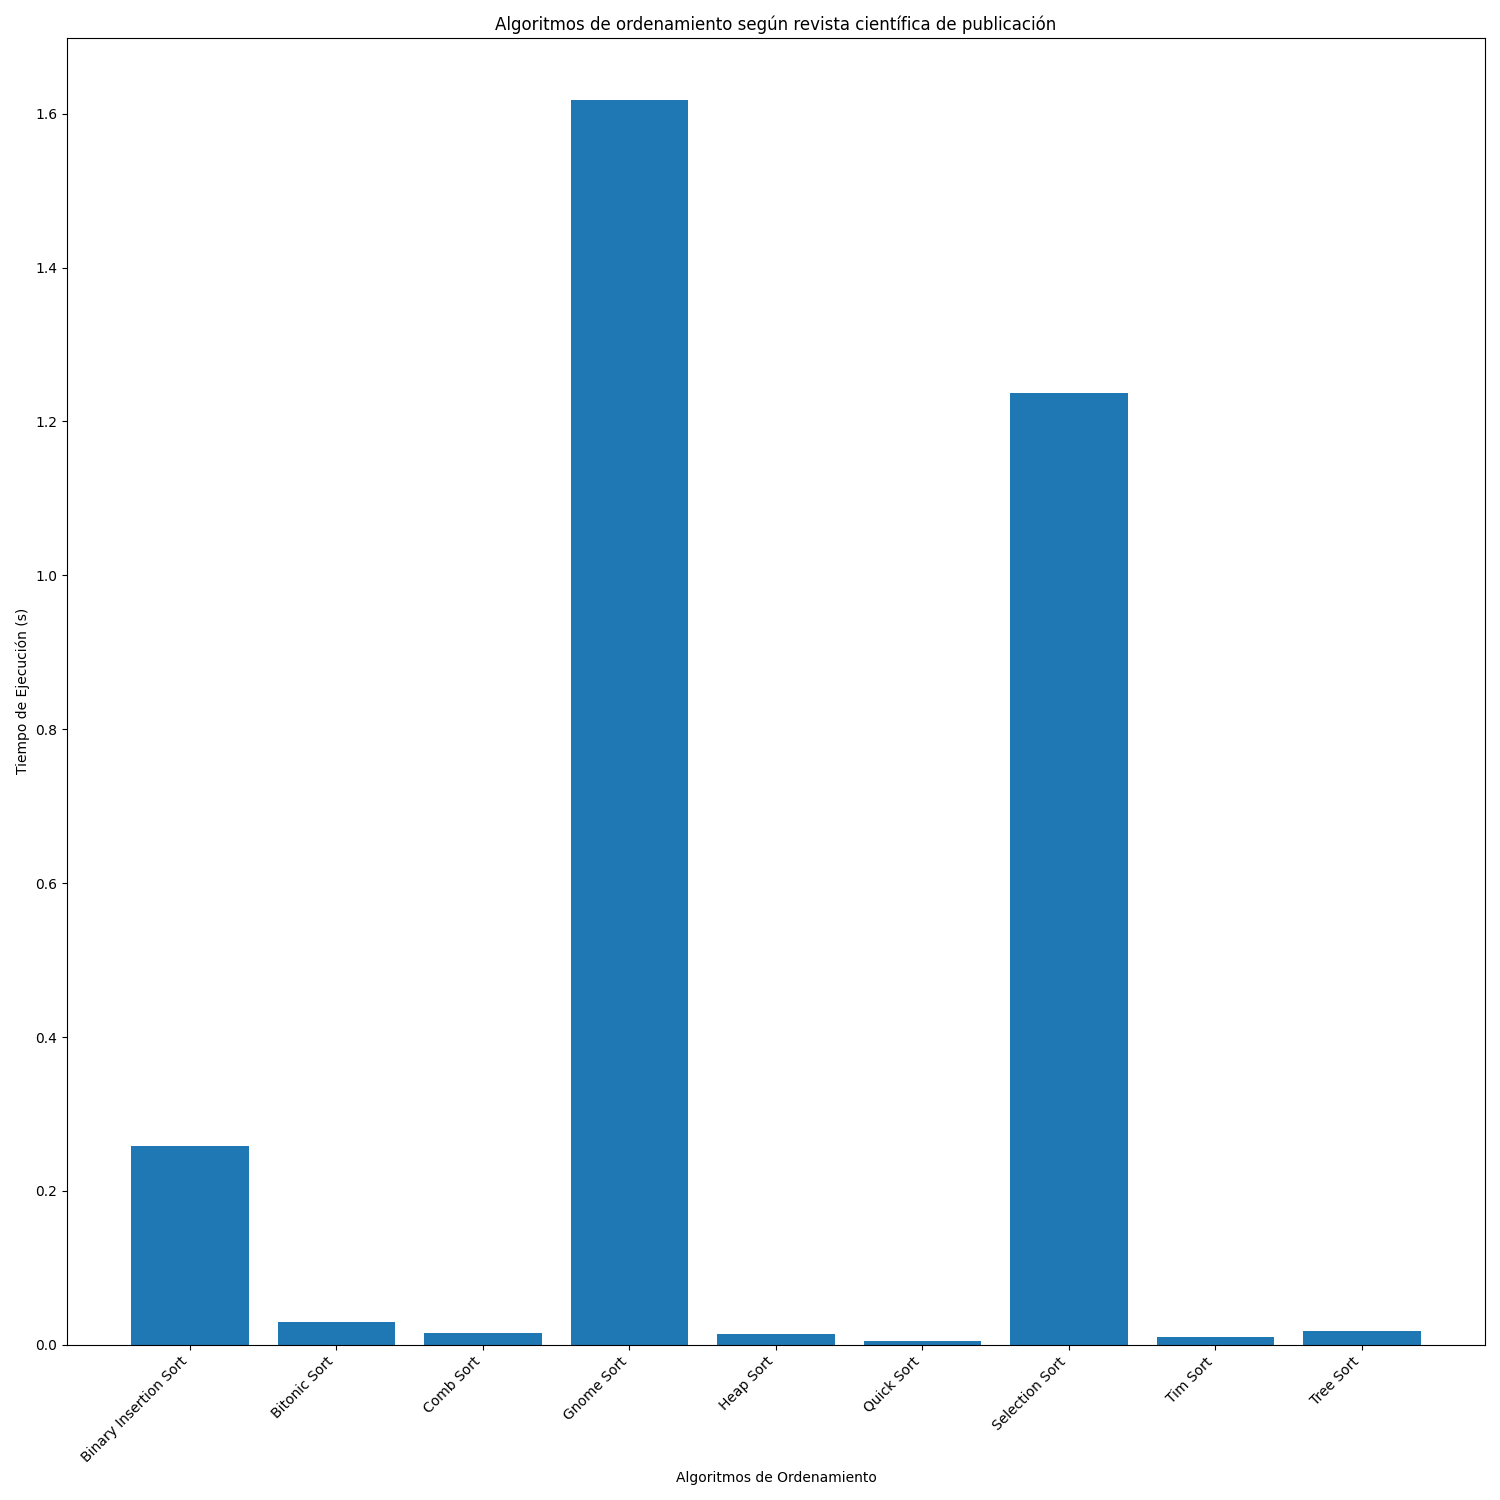 Algoritmos de ordenamiento según revista científica de publicación
Tiempo de Ejecución (s)
1.6
1.4
1.2
1.0
0.8
0.6
0.4
0.2
0.0
Binary Insertion Sort
Bitonic Sort
Comb Sort
Gnome Sort
Heap Sort
Quick Sort
Selection Sort
Tim Sort
Tree Sort
Algoritmos de Ordenamiento